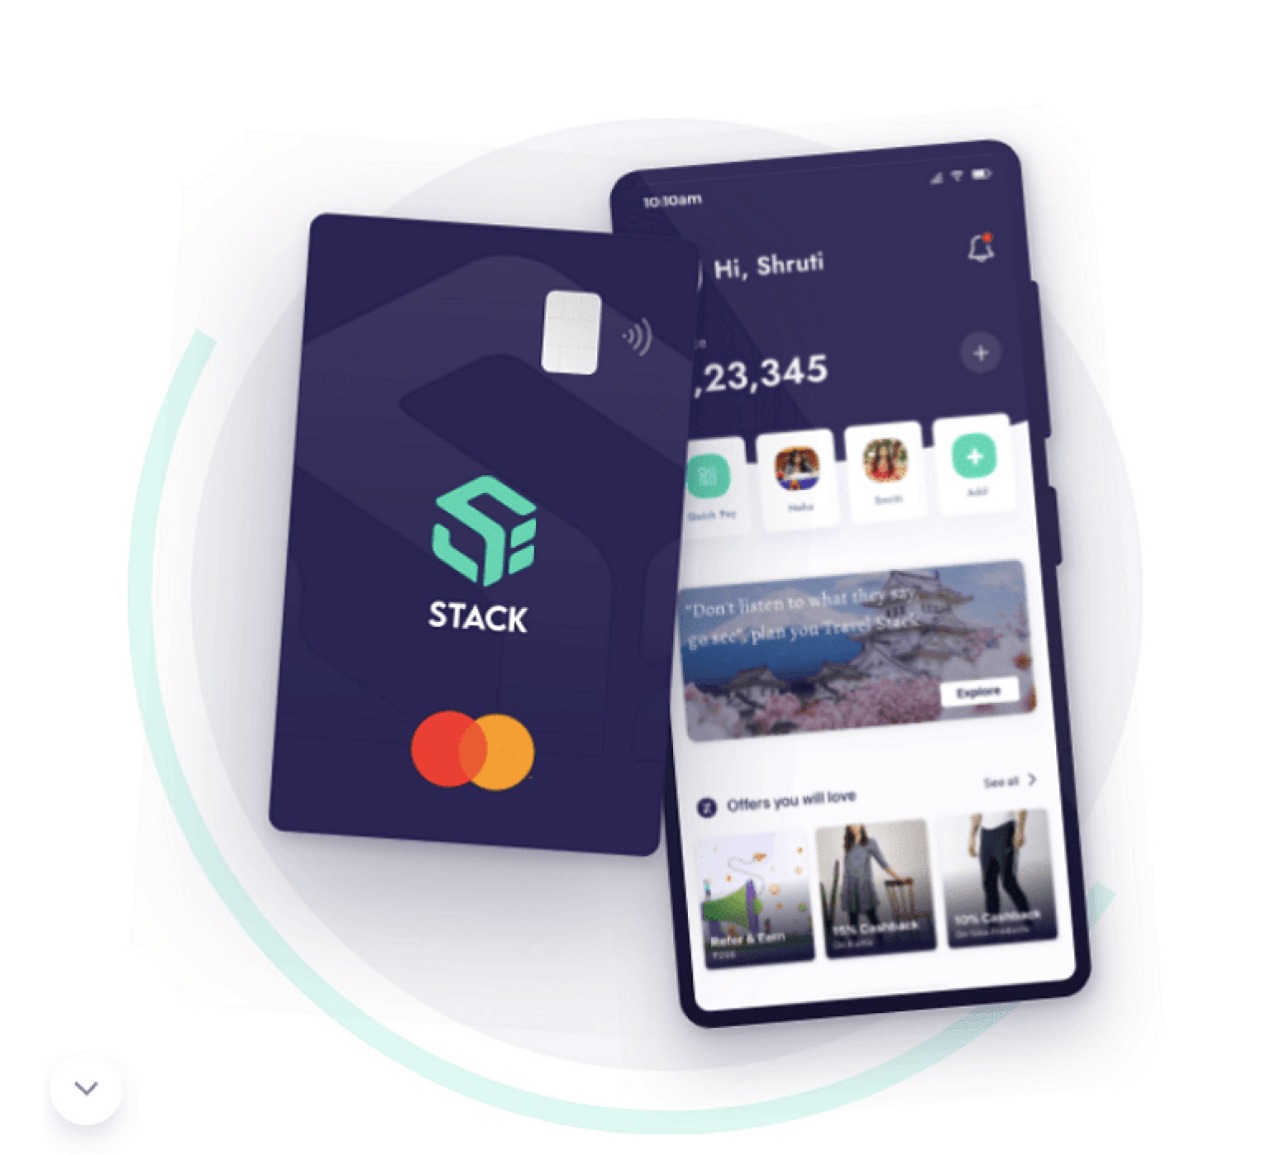 STACK
10:10am
Hi, Shruti
,23,345
Quick Pay
Neha
Smriti
Add
"Don't listen to what they say,
go see", plan you Travel Stack
Explore
Offers you will love
See all
Refer & Earn
15% Cashback
10% Cashback